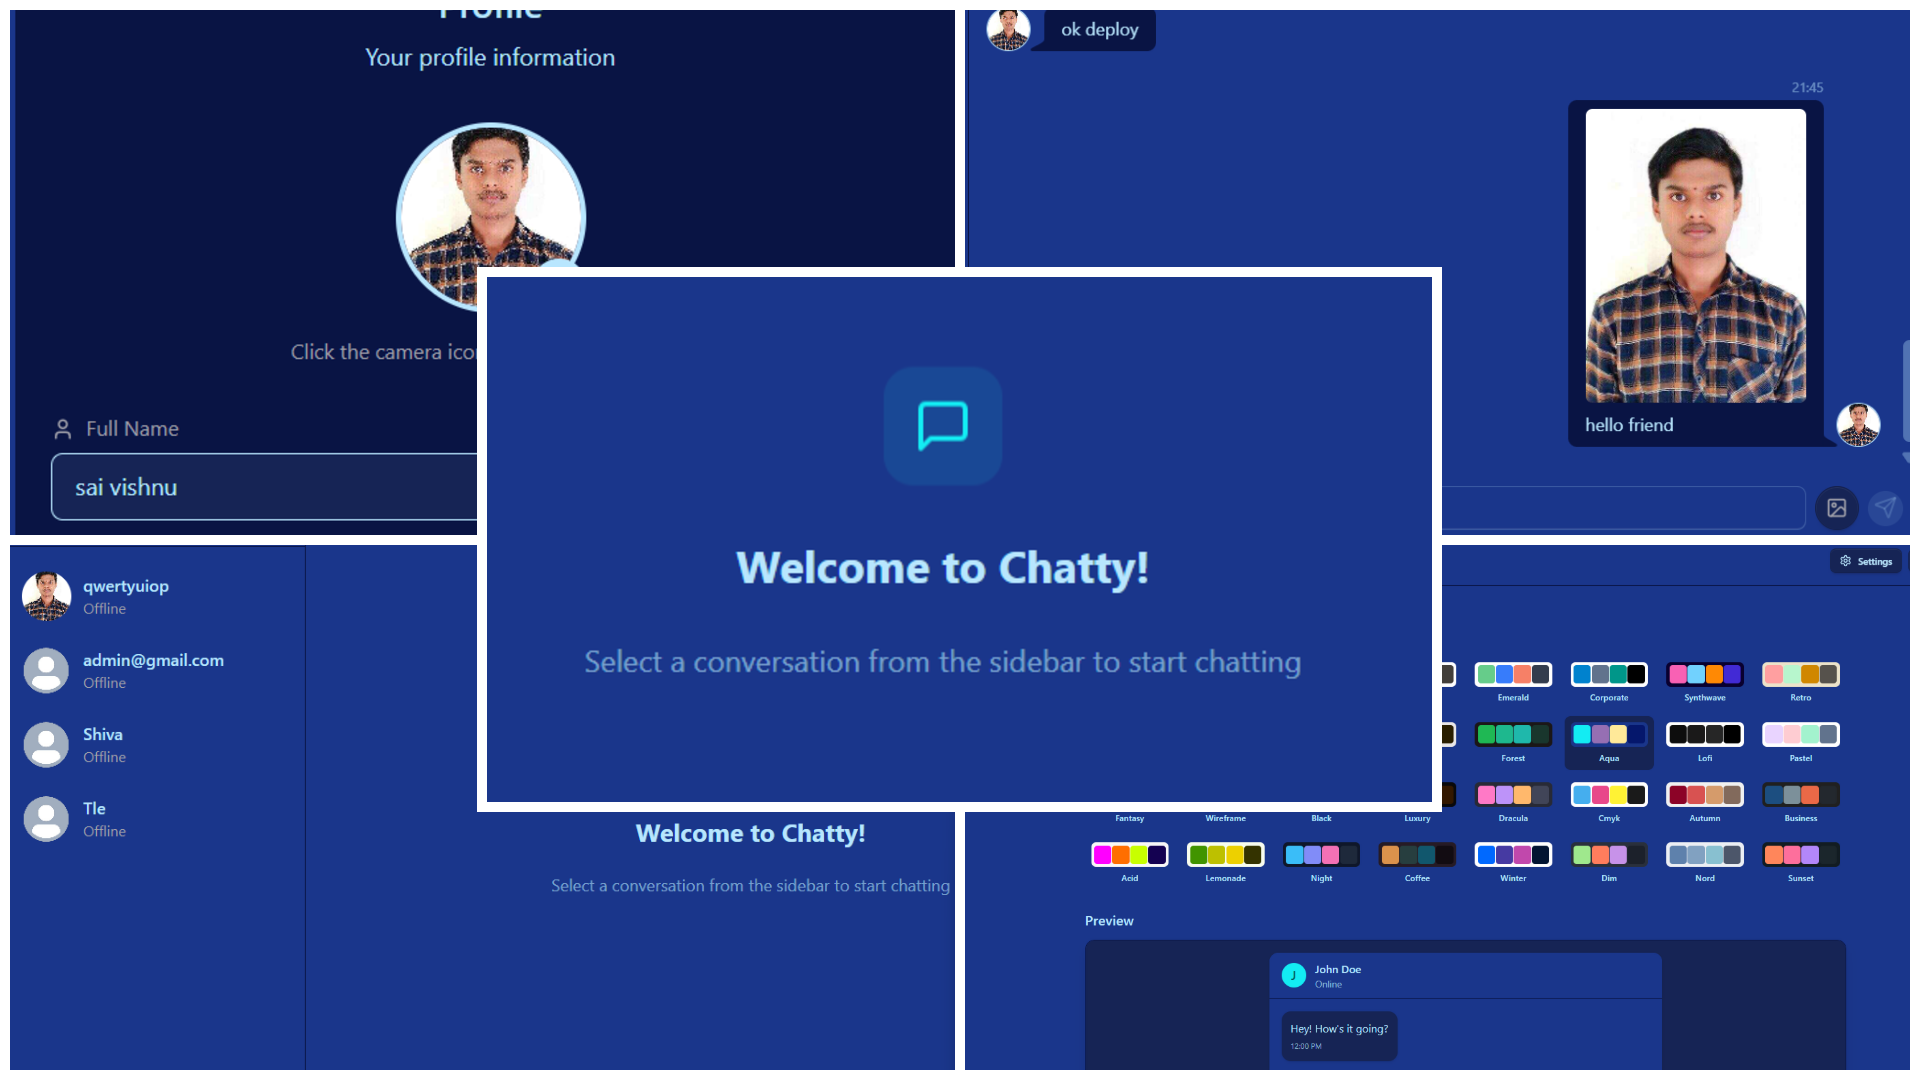 Profile
Your profile information
Click the camera
Full Name
sai vishnu
ok deploy
21:45
hello friend
Welcome to Chatty!
Select a conversation from the sidebar to start chatting
qwertyuiop
Offline
admin@gmail.com
Offline
Shiva
Offline
Tle
Offline
Welcome to Chatty!
Select a conversation from the sidebar to start chatting
Settings
Emerald Corporate Synthwave Retro
Forest Aqua Lofi Pastel
Fantasy Wireframe Black Luxury Dracula Cmyk Autumn Business
Acid Lemonade Night Coffee Winter Dim Nord Sunset
Preview
J
John Doe
Online
Hey! How's it going?
12:00 PM